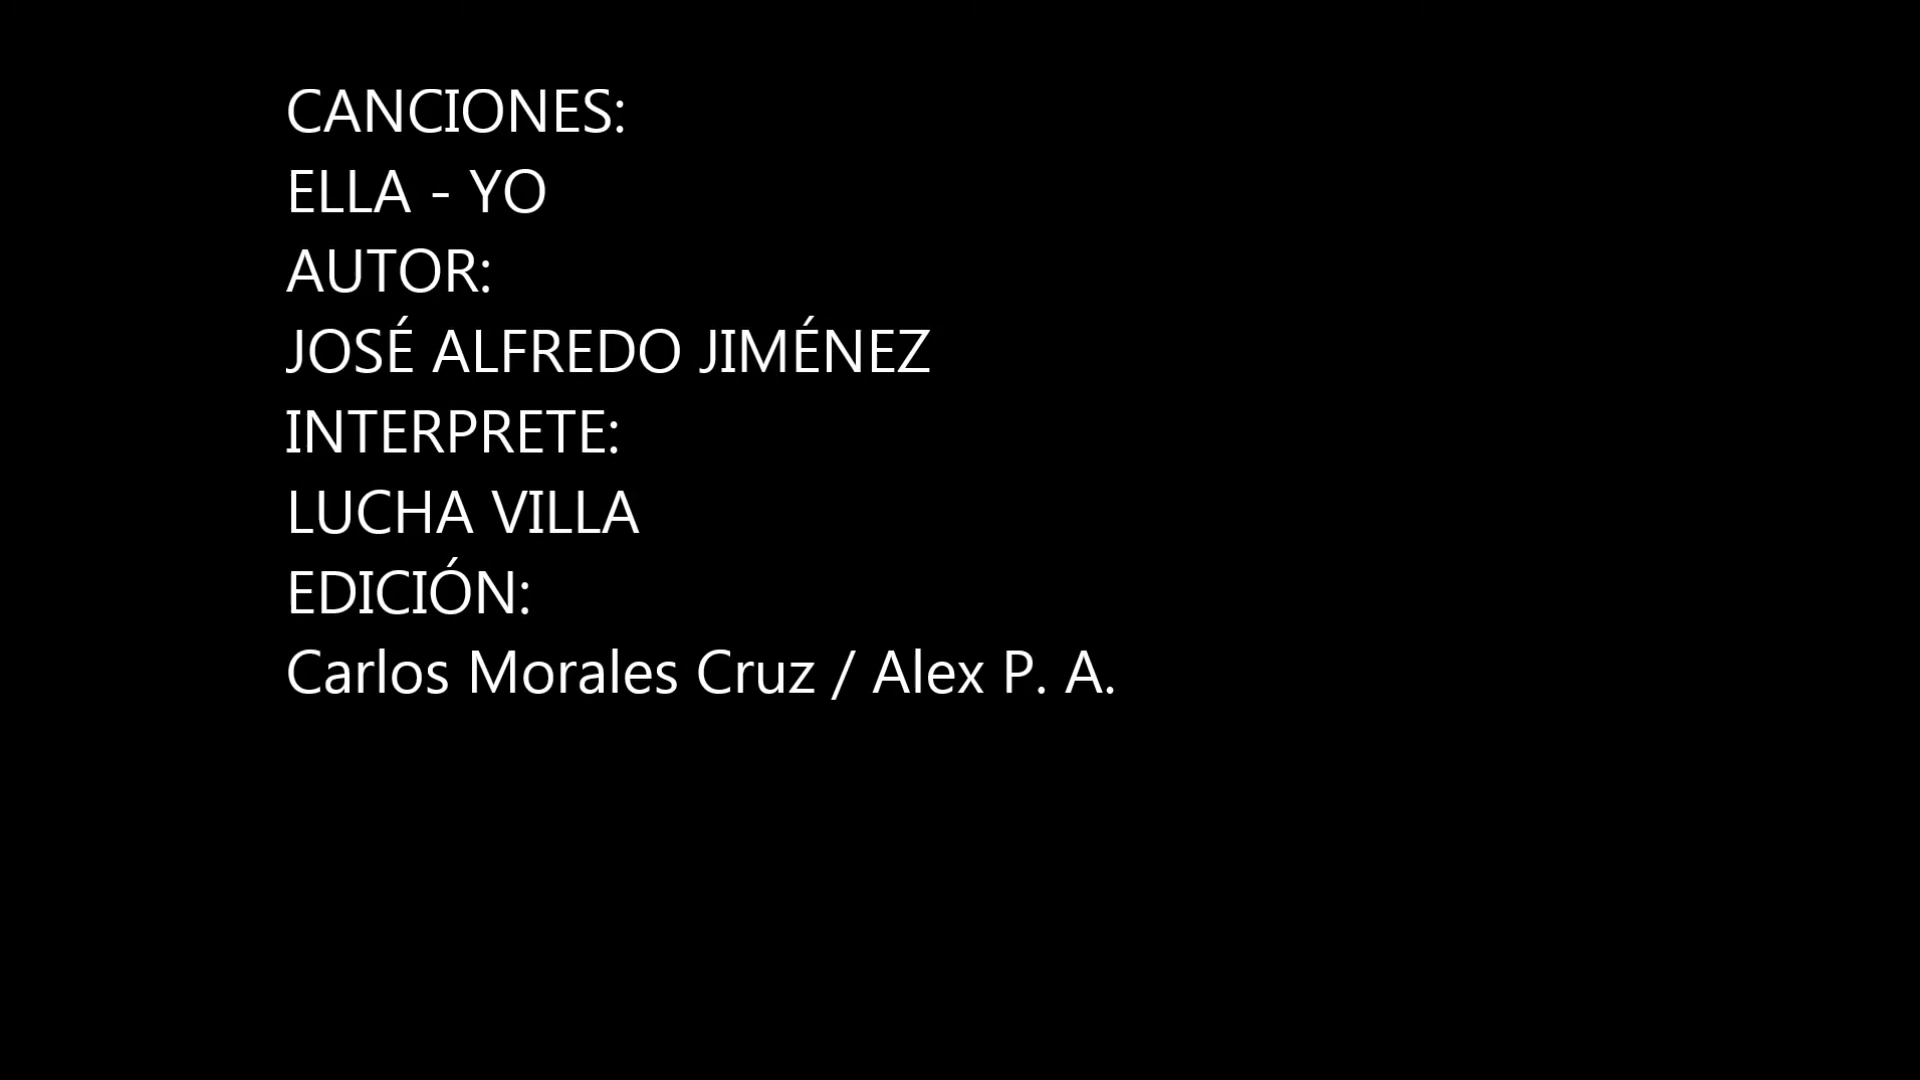 CANCIONES:
ELLA - YO
AUTOR:
JOSÉ ALFREDO JIMÉNEZ
INTERPRETE:
LUCHA VILLA
EDICIÓN:
Carlos Morales Cruz / Alex P. A.